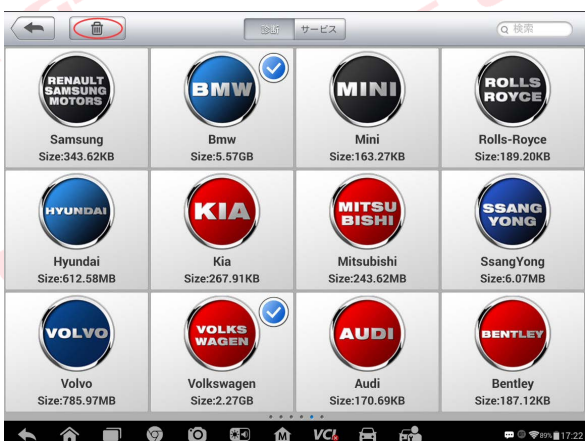 サービス
検索
RENAULT
SAMSUNG
MOTORS
BMW
MINI
ROLLS
ROYCE
Samsung
Bmw
Mini
Rolls-Royce
Size:343.62KB
Size:5.57GB
Size:163.27KB
Size:189.20KB
HYUNDAI
KIA
MITSU
BISHI
SSANG
YONG
Hyundai
Kia
Mitsubishi
SsangYong
Size:612.58MB
Size:267.91KB
Size:243.62MB
Size:6.07MB
VOLVO
VOLKS
WAGEN
AUDI
BENTLEY
Volvo
Volkswagen
Audi
Bentley
Size:785.97MB
Size:2.27GB
Size:170.69KB
Size:187.12KB
VCI
89%
17:22